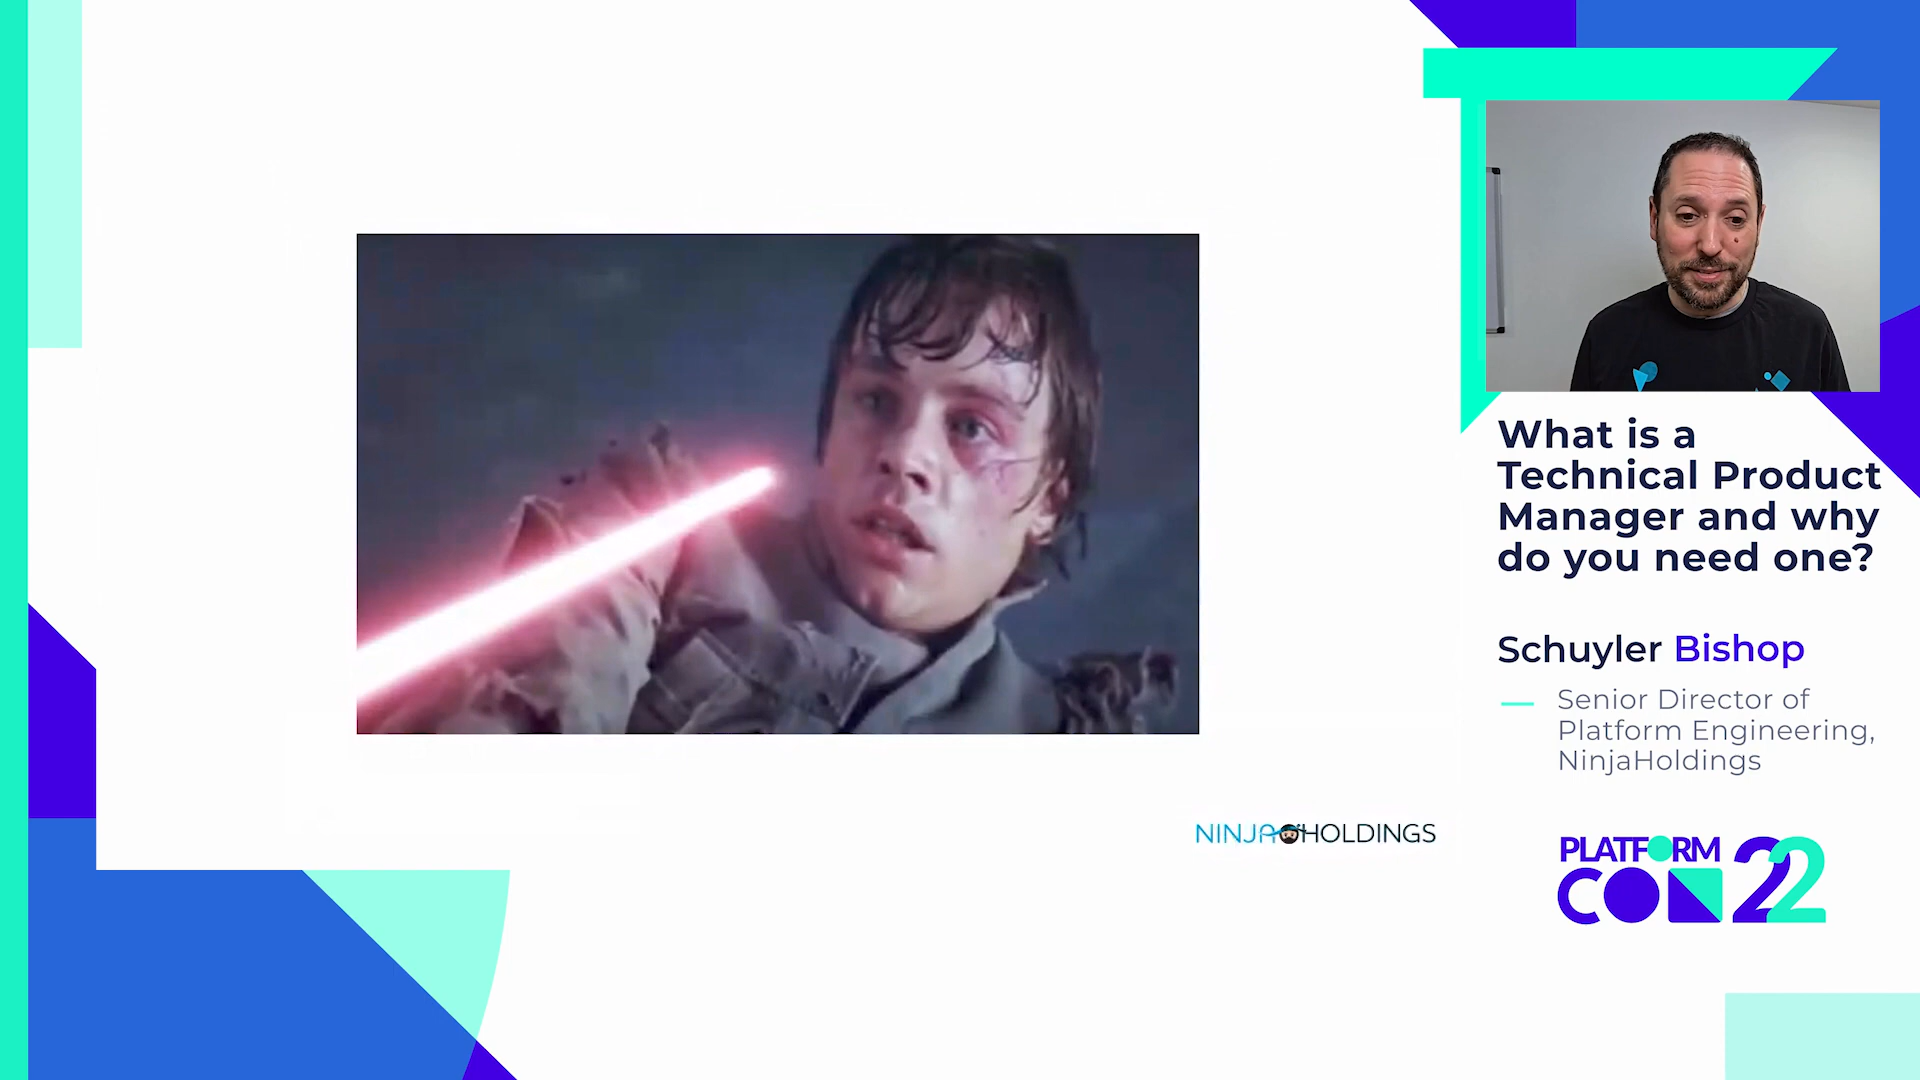 What is a
Technical Product
Manager and why
do you need one?
Schuyler Bishop
Senior Director of
Platform Engineering,
NinjaHoldings
NINJA HOLDINGS
PLATFORM
CON 22